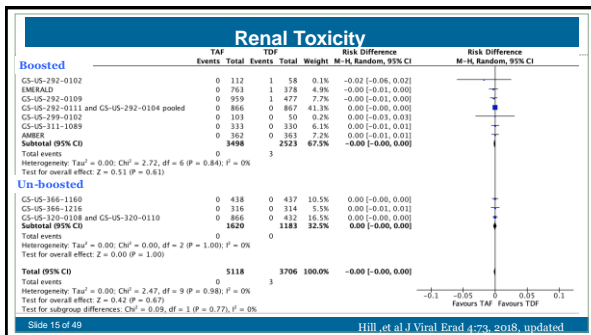 Renal Toxicity
TAF TDF Risk Difference Risk Difference
Events Total Events Total Weight M-H, Random, 95% CI M-H, Random, 95% CI
Boosted
GS-US-292-0102 0 112 1 58 0.1% -0.02 [-0.06, 0.02]
EMERALD 0 763 1 378 4.9% -0.00 [-0.01, 0.00]
GS-US-292-0109 0 959 1 477 7.7% -0.00 [-0.01, 0.00]
GS-US-292-0111 and GS-US-292-0104 pooled 0 866 0 867 41.3% 0.00 [-0.00, 0.00]
GS-US-299-0102 0 103 0 50 0.2% 0.00 [-0.03, 0.03]
GS-US-311-1089 0 333 0 330 6.1% 0.00 [-0.01, 0.01]
AMBER 0 362 0 363 7.2% 0.00 [-0.01, 0.01]
Subtotal (95% CI) 3498 2523 67.5% -0.00 [-0.00, 0.00]
Total events 0 3
Heterogeneity: Tau² = 0.00; Chi² = 2.72, df = 6 (P = 0.84); I² = 0%
Test for overall effect: Z = 0.51 (P = 0.61)
Un-boosted
GS-US-366-1160 0 438 0 437 10.5% 0.00 [-0.00, 0.00]
GS-US-366-1216 0 316 0 314 5.5% 0.00 [-0.01, 0.01]
GS-US-320-0108 and GS-US-320-0110 0 866 0 432 16.5% 0.00 [-0.00, 0.00]
Subtotal (95% CI) 1620 1183 32.5% 0.00 [-0.00, 0.00]
Total events 0 0
Heterogeneity: Tau² = 0.00; Chi² = 0.00, df = 2 (P = 1.00); I² = 0%
Test for overall effect: Z = 0.00 (P = 1.00)
Total (95% CI) 5118 3706 100.0% -0.00 [-0.00, 0.00]
Total events 0 3
Heterogeneity: Tau² = 0.00; Chi² = 2.47, df = 9 (P = 0.98); I² = 0%
Test for overall effect: Z = 0.42 (P = 0.67)
Test for subgroup differences: Chi² = 0.09, df = 1 (P = 0.77), I² = 0%
-0.1 -0.05 0 0.05 0.1
Favours TAF Favours TDF
Slide 15 of 49 Hill ,et al J Viral Erad 4:73, 2018, updated